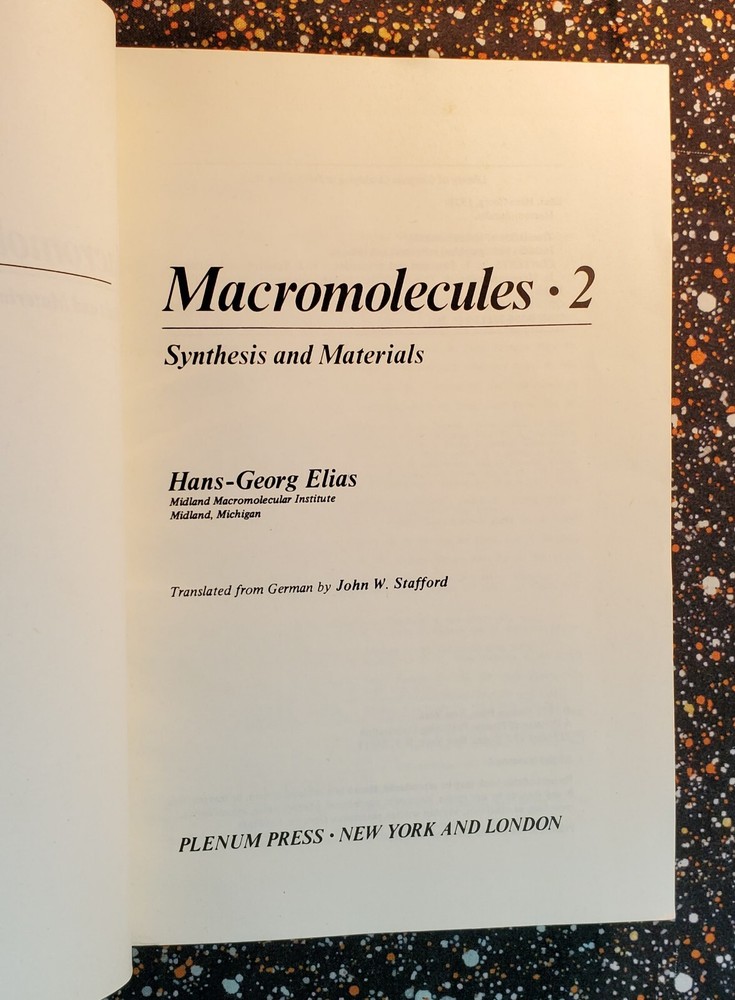 Macromolecules · 2
Synthesis and Materials
Hans-Georg Elias
Midland Macromolecular Institute
Midland, Michigan
Translated from German by John W. Stafford
PLENUM PRESS · NEW YORK AND LONDON